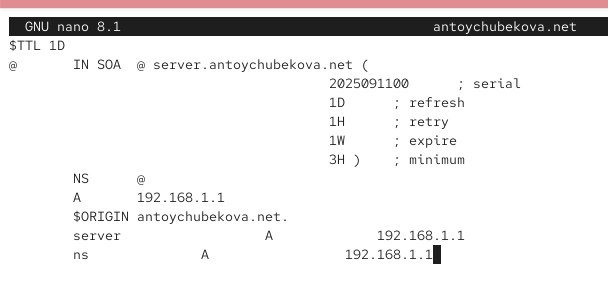 GNU nano 8.1 antoychubekova.net
$TTL 1D
@ IN SOA @ server.antoychubekova.net (
2025091100 ; serial
1D ; refresh
1H ; retry
1W ; expire
3H ) ; minimum
NS @
A 192.168.1.1
$ORIGIN antoychubekova.net.
server A 192.168.1.1
ns A 192.168.1.1